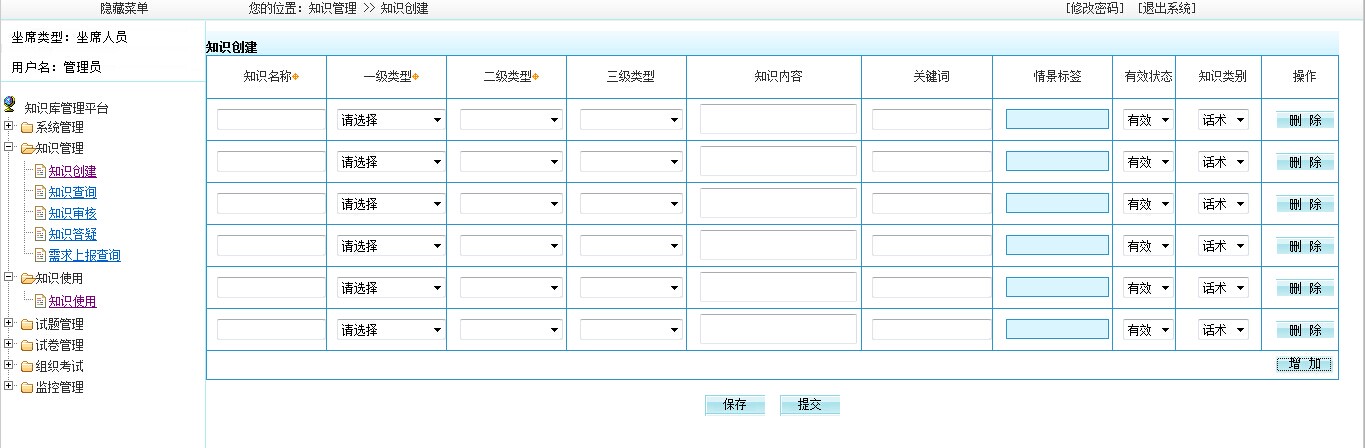 隐藏菜单 您的位置：知识管理 >> 知识创建 [修改密码] [退出系统]
坐席类型：坐席人员
用户名：管理员
知识库管理平台
系统管理
知识管理
知识创建
知识查询
知识审核
知识答疑
需求上报查询
知识使用
知识使用
试题管理
试卷管理
组织考试
监控管理
知识创建
知识名称 一级类型 二级类型 三级类型 知识内容 关键词 情景标签 有效状态 知识类别 操作
请选择 有效 话术 删 除
请选择 有效 话术 删 除
请选择 有效 话术 删 除
请选择 有效 话术 删 除
请选择 有效 话术 删 除
请选择 有效 话术 删 除
增 加
保存 提交